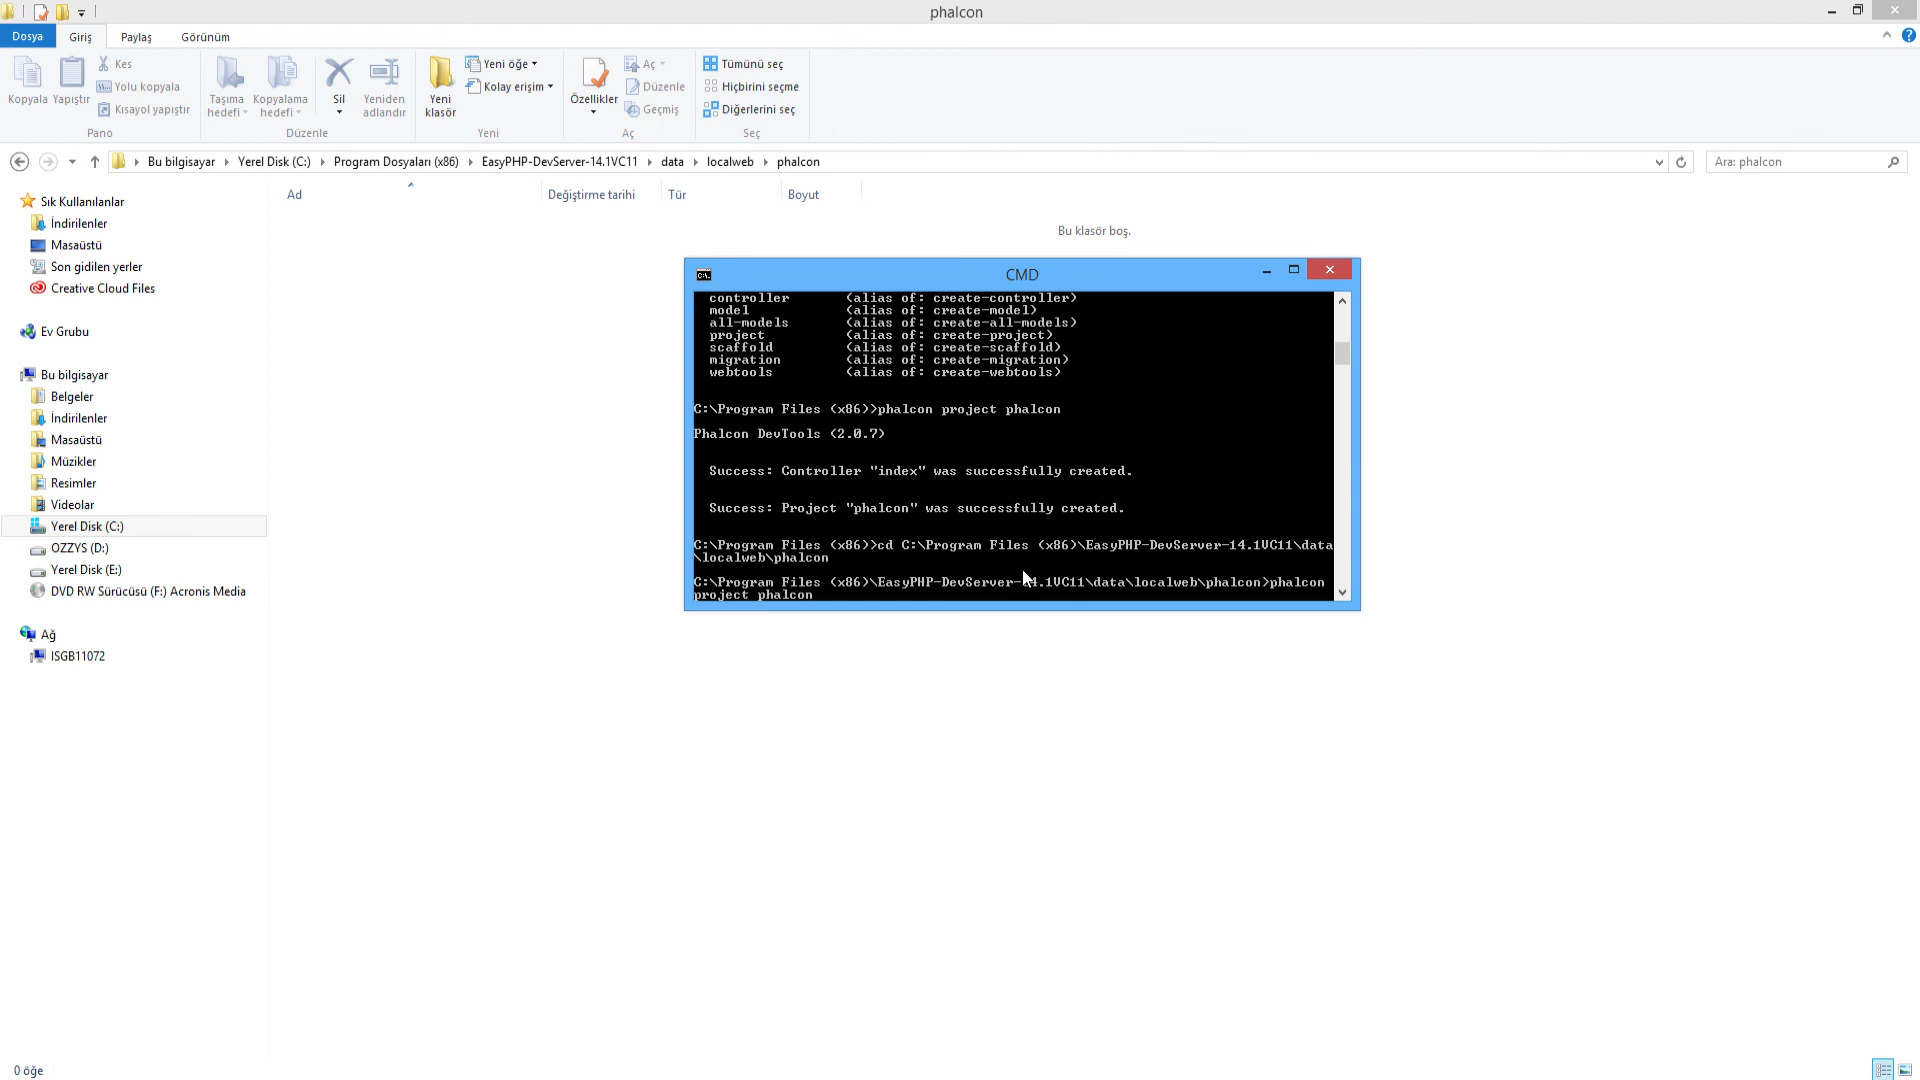 phalcon
Dosya
Giriş
Paylaş
Görünüm
Kopyala
Yapıştır
Kes
Yolu kopyala
Kısayol yapıştır
Pano
Taşıma hedefi
Kopyalama hedefi
Sil
Yeniden adlandır
Düzenle
Yeni klasör
Yeni öğe
Kolay erişim
Yeni
Özellikler
Aç
Düzenle
Geçmiş
Aç
Tümünü seç
Hiçbirini seçme
Diğerlerini seç
Seç
Bu bilgisayar
Yerel Disk (C:)
Program Dosyaları (x86)
EasyPHP-DevServer-14.1VC11
data
localweb
phalcon
Ara: phalcon
Sık Kullanılanlar
İndirilenler
Masaüstü
Son gidilen yerler
Creative Cloud Files
Ev Grubu
Bu bilgisayar
Belgeler
İndirilenler
Masaüstü
Müzikler
Resimler
Videolar
Yerel Disk (C:)
OZZYS (D:)
Yerel Disk (E:)
DVD RW Sürücüsü (F:) Acronis Media
Ağ
ISGB11072
Ad
Değiştirme tarihi
Tür
Boyut
Bu klasör boş.
CMD
controller (alias of: create-controller)
model (alias of: create-model)
all-models (alias of: create-all-models)
project (alias of: create-project)
scaffold (alias of: create-scaffold)
migration (alias of: create-migration)
webtools (alias of: create-webtools)
C:\Program Files (x86)>phalcon project phalcon
Phalcon DevTools (2.0.7)
Success: Controller "index" was successfully created.
Success: Project "phalcon" was successfully created.
C:\Program Files (x86)>cd C:\Program Files (x86)\EasyPHP-DevServer-14.1VC11\data
\localweb\phalcon
C:\Program Files (x86)\EasyPHP-DevServer-14.1VC11\data\localweb\phalcon>phalcon
project phalcon
0 öğe